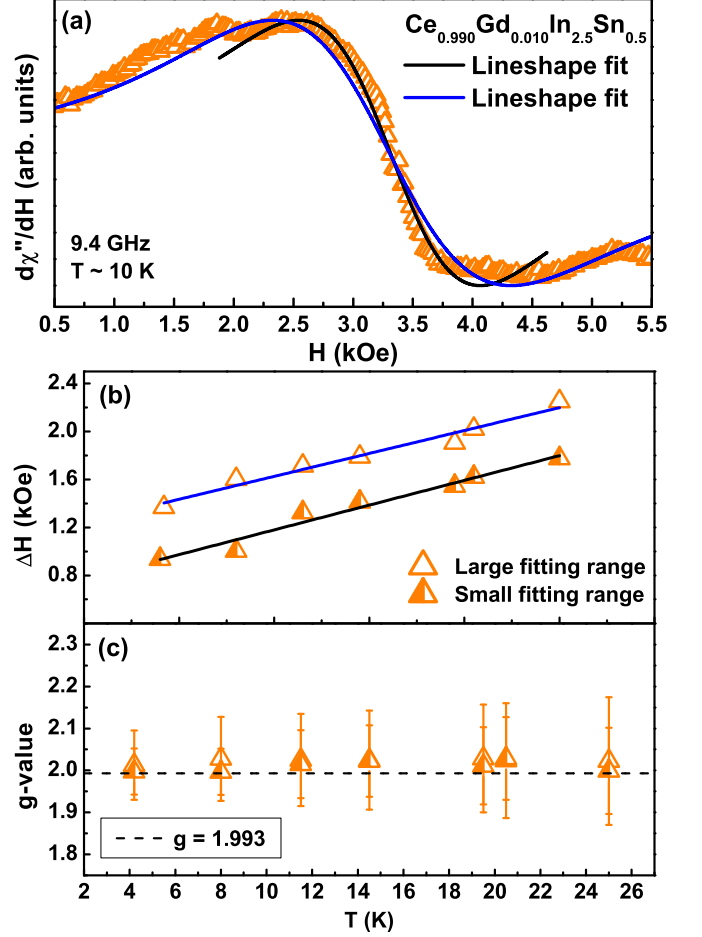 (a)
Ce0.990Gd0.010In2.5Sn0.5
Lineshape fit
Lineshape fit
dχ"/dH (arb. units)
9.4 GHz
T ~ 10 K
0.5 1.0 1.5 2.0 2.5 3.0 3.5 4.0 4.5 5.0 5.5
H (kOe)
(b)
2.4
2.0
1.6
1.2
0.8
ΔH (kOe)
Large fitting range
Small fitting range
(c)
2.3
2.2
2.1
2.0
1.9
1.8
g-value
g = 1.993
2 4 6 8 10 12 14 16 18 20 22 24 26
T (K)